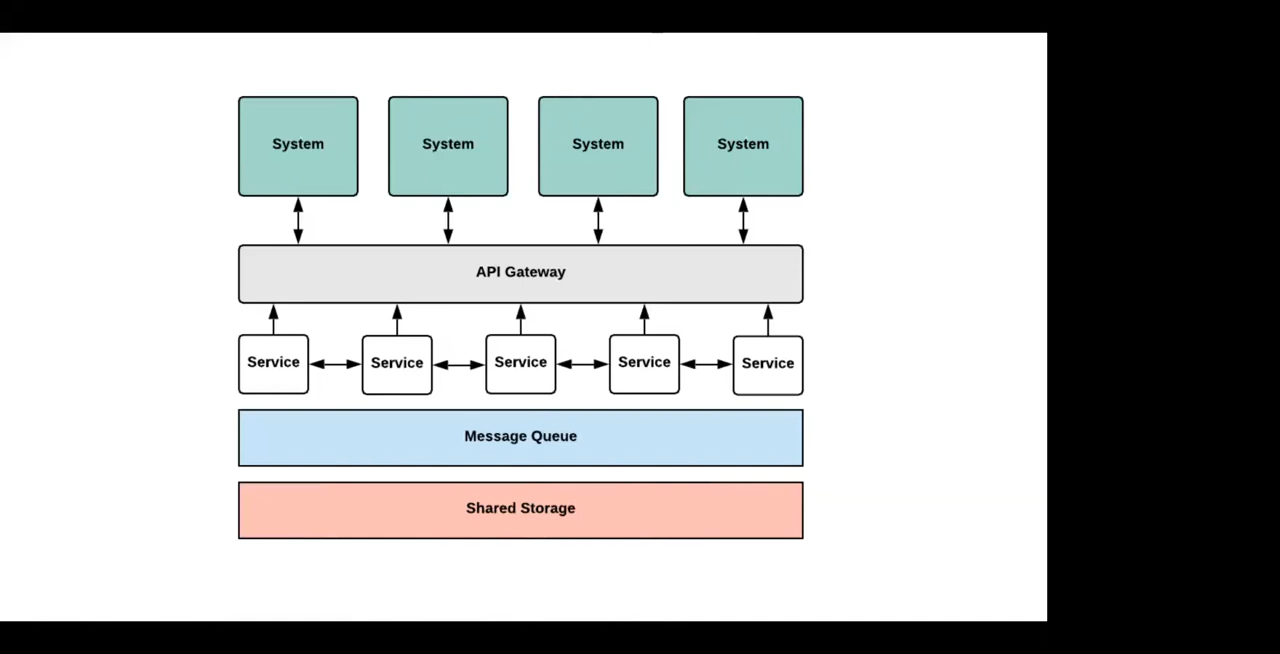 System
System
System
System
API Gateway
Service
Service
Service
Service
Service
Message Queue
Shared Storage